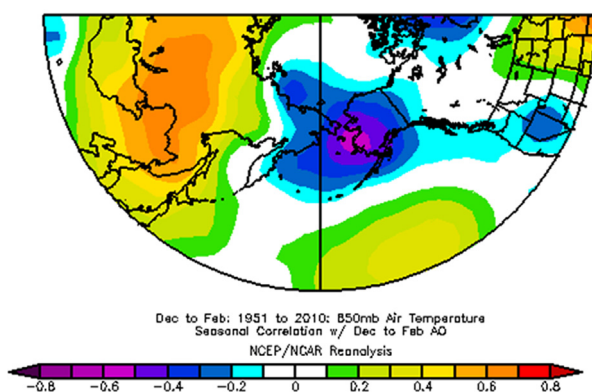 Dec to Feb: 1951 to 2010: 850mb Air Temperature
Seasonal Correlation w/ Dec to Feb AO
NCEP/NCAR Reanalysis
-0.8 -0.6 -0.4 -0.2 0 0.2 0.4 0.6 0.8